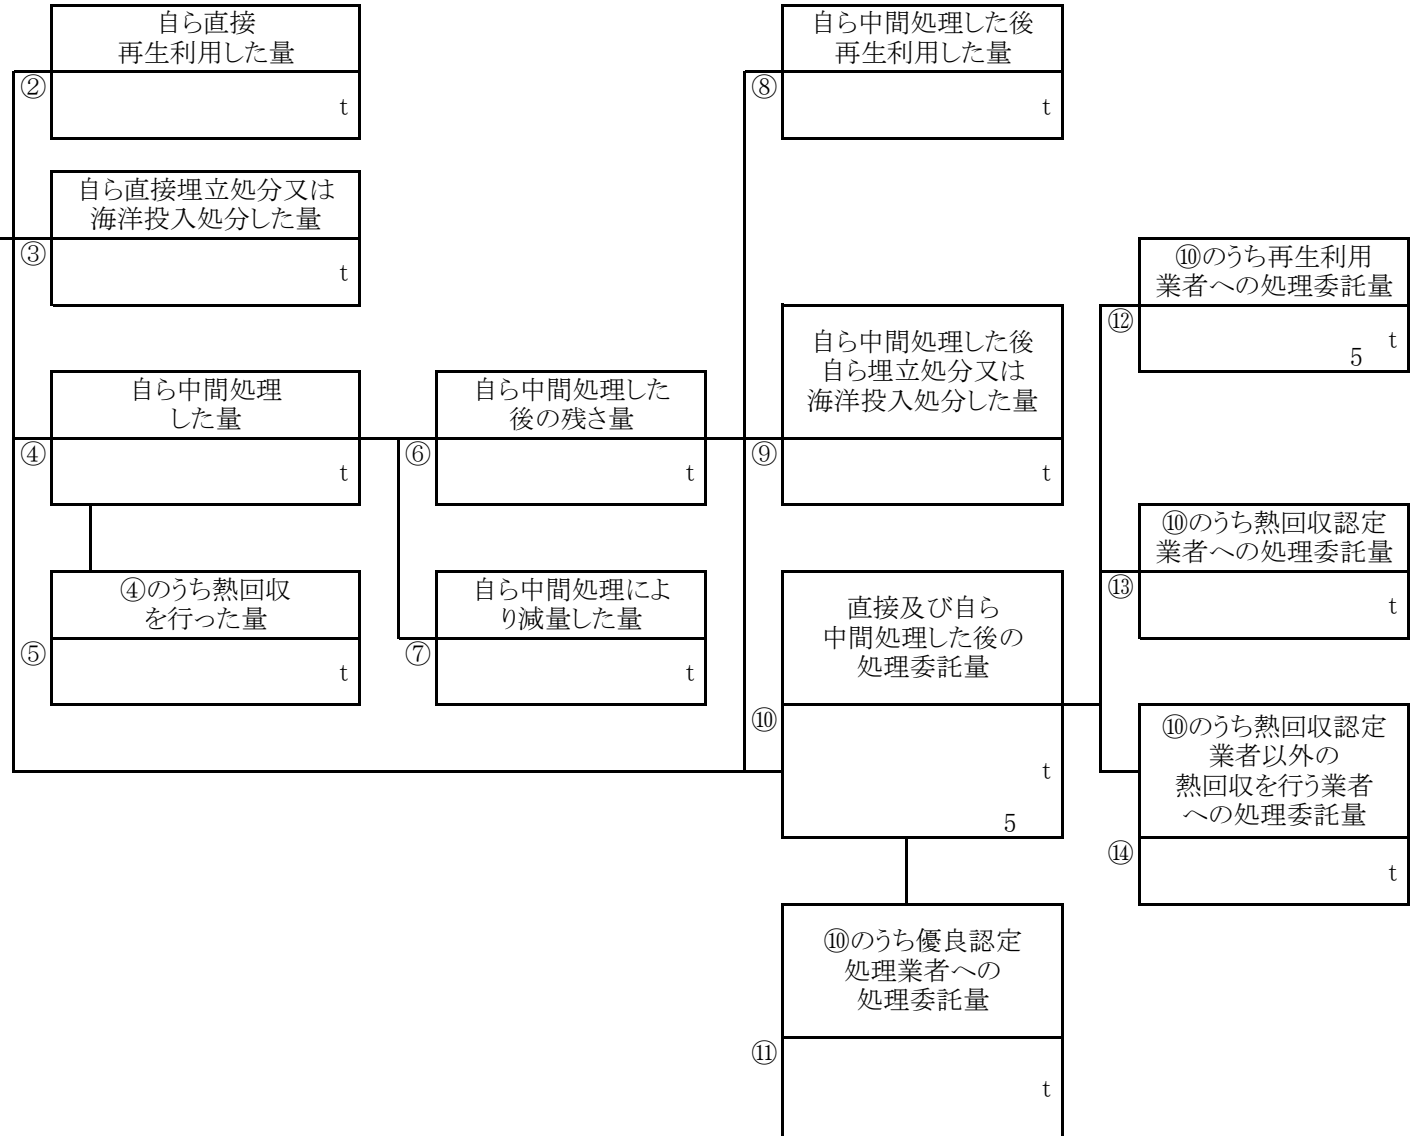 自ら直接
再生利用した量
②
t
自ら直接埋立処分又は
海洋投入処分した量
③
t
自ら中間処理
した量
④
t
④のうち熱回収
を行った量
⑤
t
自ら中間処理した
後の残さ量
⑥
t
自ら中間処理によ
り減量した量
⑦
t
自ら中間処理した後
再生利用した量
⑧
t
自ら中間処理した後
自ら埋立処分又は
海洋投入処分した量
⑨
t
直接及び自ら
中間処理した後の
処理委託量
⑩
t
5
⑩のうち優良認定
処理業者への
処理委託量
⑪
t
⑩のうち再生利用
業者への処理委託量
⑫
t
5
⑩のうち熱回収認定
業者への処理委託量
⑬
t
⑩のうち熱回収認定
業者以外の
熱回収を行う業者
への処理委託量
⑭
t